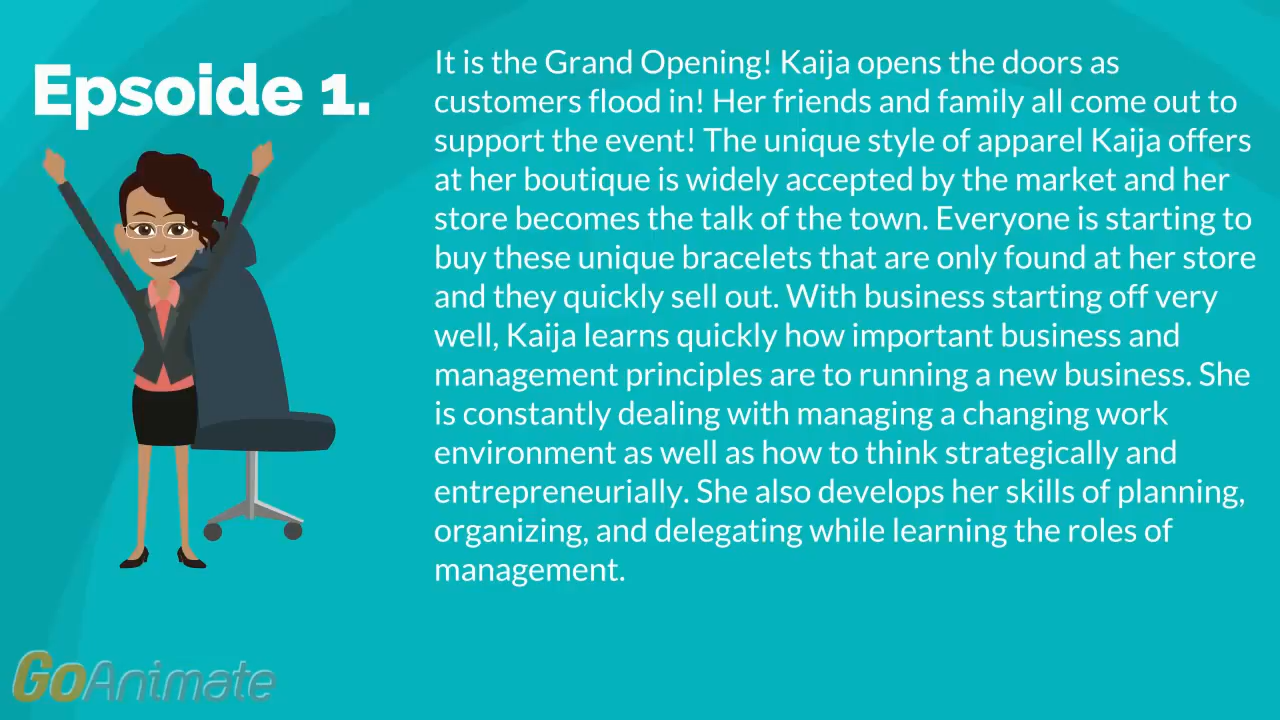 Epsoide 1.
It is the Grand Opening! Kaija opens the doors as
customers flood in! Her friends and family all come out to
support the event! The unique style of apparel Kaija offers
at her boutique is widely accepted by the market and her
store becomes the talk of the town. Everyone is starting to
buy these unique bracelets that are only found at her store
and they quickly sell out. With business starting off very
well, Kaija learns quickly how important business and
management principles are to running a new business. She
is constantly dealing with managing a changing work
environment as well as how to think strategically and
entrepreneurially. She also develops her skills of planning,
organizing, and delegating while learning the roles of
management.
GoAnimate